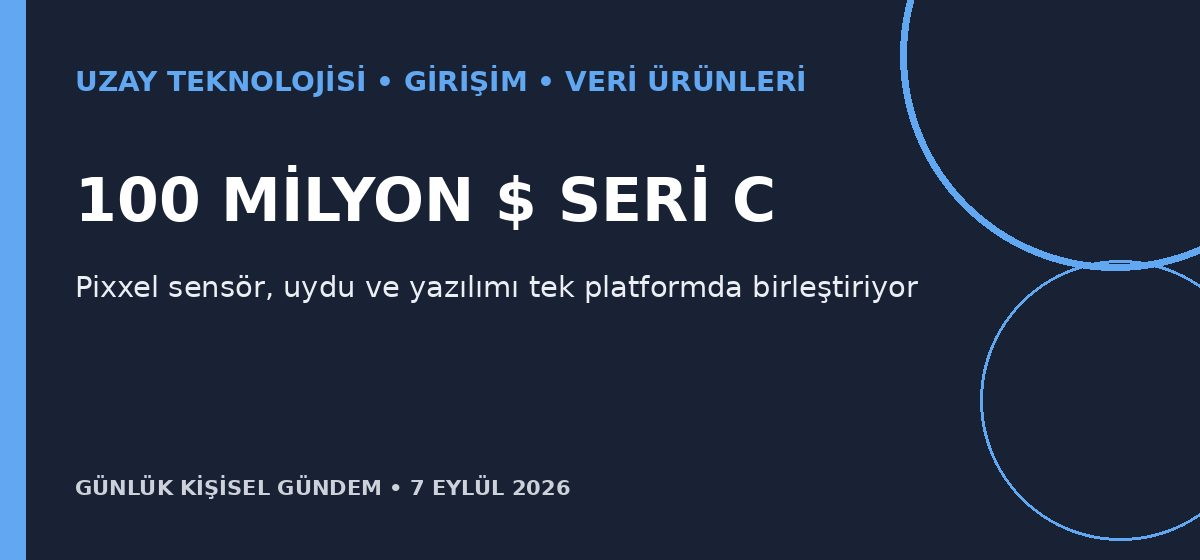 UZAY TEKNOLOJİSİ • GİRİŞİM • VERİ ÜRÜNLERİ
100 MİLYON $ SERİ C
Pixxel sensör, uydu ve yazılımı tek platformda birleştiriyor
GÜNLÜK KİŞİSEL GÜNDEM • 7 EYLÜL 2026